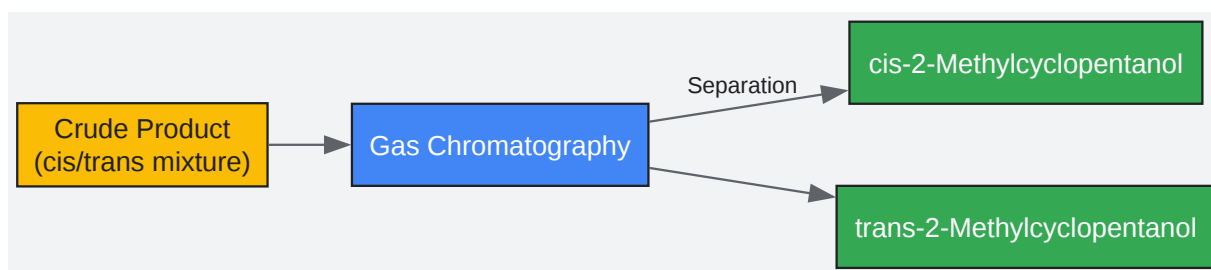 Crude Product
(cis/trans mixture)
Gas Chromatography
Separation
cis-2-Methylcyclopentanol
trans-2-Methylcyclopentanol